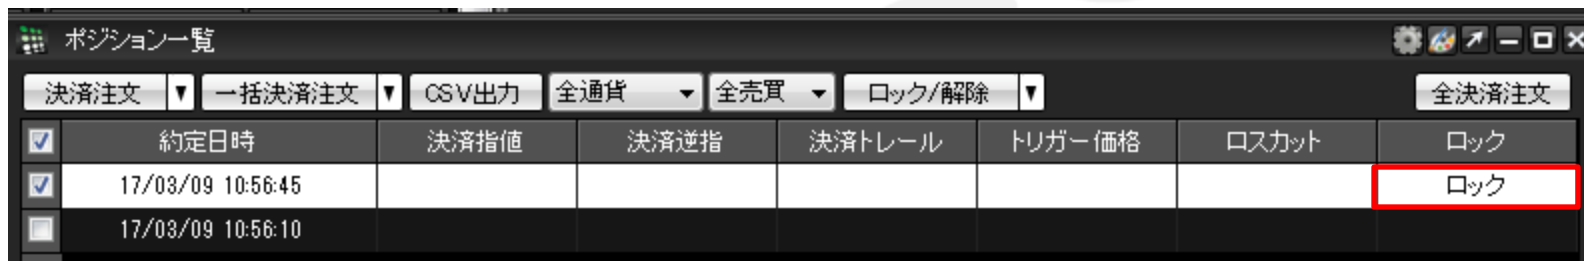 ポジション一覧
決済注文 ▼ 一括決済注文 ▼ CSV出力 全通貨 ▼ 全売買 ▼ ロック/解除 ▼ 全決済注文
約定日時 決済指値 決済逆指 決済トレール トリガー価格 ロスカット ロック
17/03/09 10:56:45 ロック
17/03/09 10:56:10